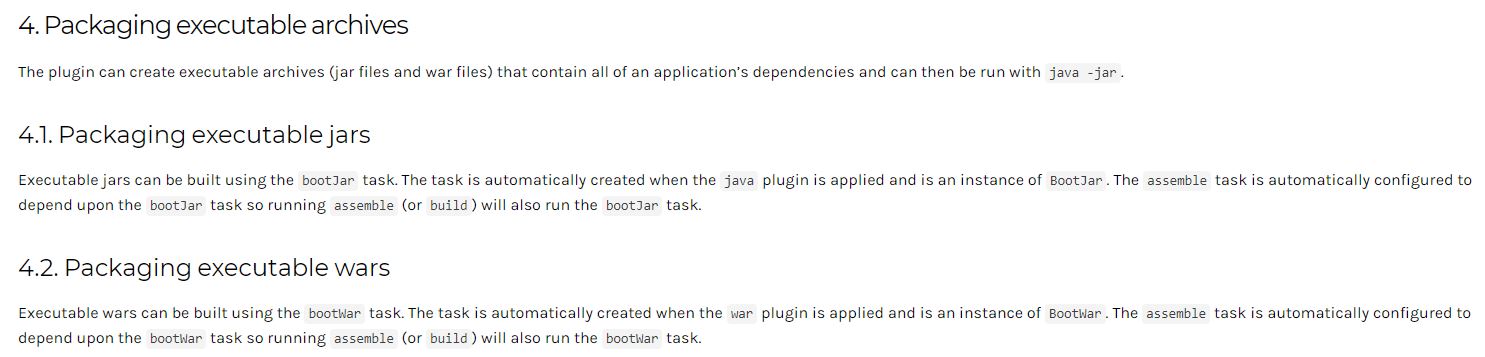 4. Packaging executable archives
The plugin can create executable archives (jar files and war files) that contain all of an application’s dependencies and can then be run with java -jar.
4.1. Packaging executable jars
Executable jars can be built using the bootJar task. The task is automatically created when the java plugin is applied and is an instance of BootJar. The assemble task is automatically configured to
depend upon the bootJar task so running assemble (or build) will also run the bootJar task.
4.2. Packaging executable wars
Executable wars can be built using the bootWar task. The task is automatically created when the war plugin is applied and is an instance of BootWar. The assemble task is automatically configured to
depend upon the bootWar task so running assemble (or build) will also run the bootWar task.